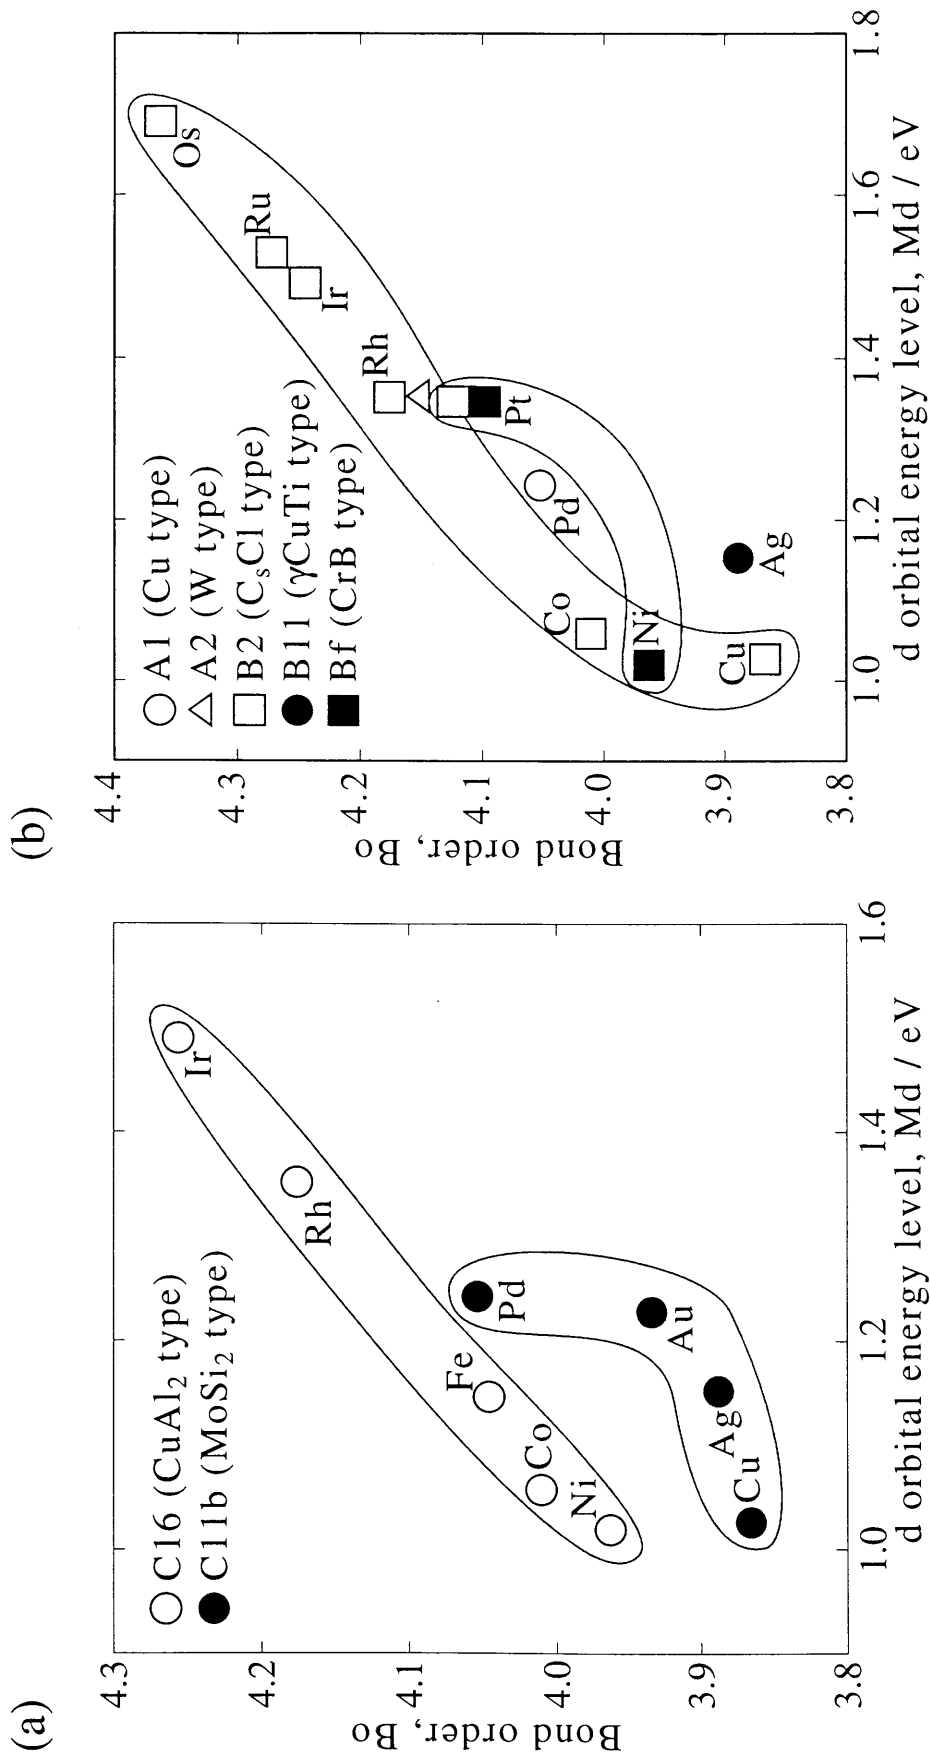 (a)
○ C16 (CuAl₂ type)
● C11b (MoSi₂ type)
Bond order, Bo
4.3
4.2
4.1
4.0
3.9
3.8
Ir
Rh
Fe
Co
Ni
Pd
Au
Ag
Cu
1.0 1.2 1.4 1.6
d orbital energy level, Md / eV
(b)
○ A1 (Cu type)
△ A2 (W type)
□ B2 (CₛCl type)
● B11 (γCuTi type)
■ Bf (CrB type)
Bond order, Bo
4.4
4.3
4.2
4.1
4.0
3.9
3.8
Os
Ru
Ir
Rh
Pt
Pd
Co
Ni
Ag
Cu
1.0 1.2 1.4 1.6 1.8
d orbital energy level, Md / eV